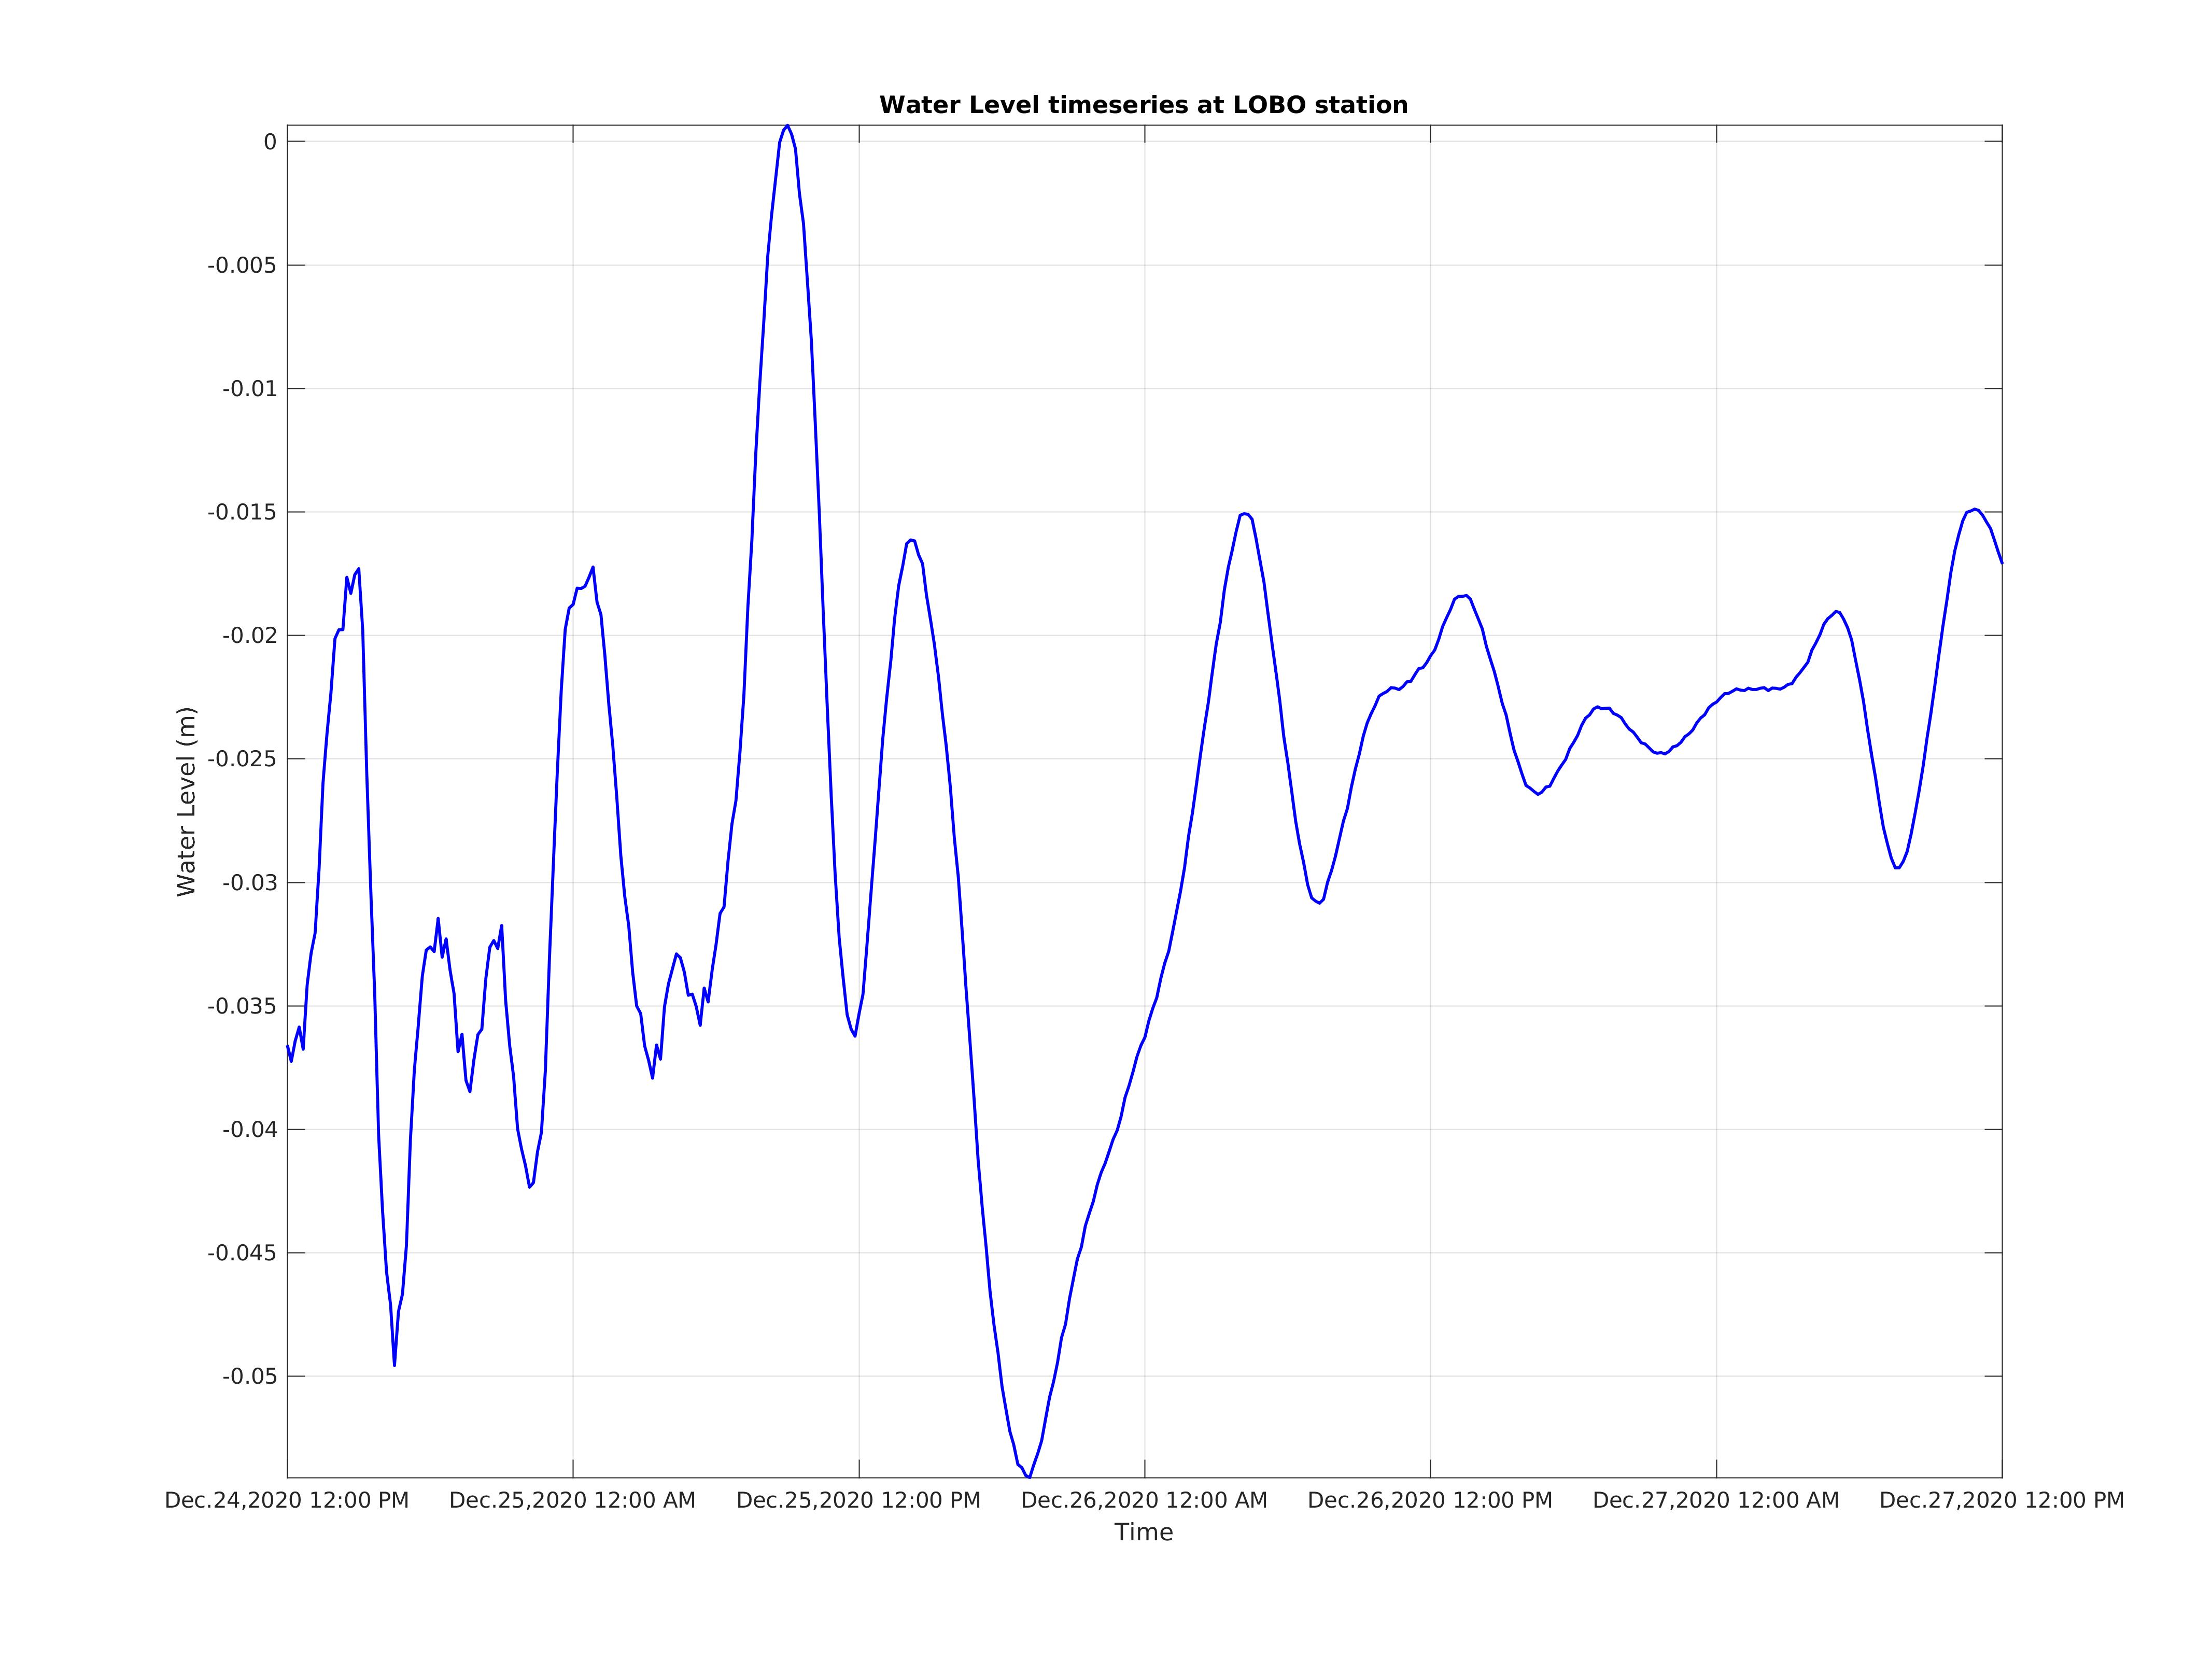 Water Level timeseries at LOBO station
0
-0.005
-0.01
-0.015
-0.02
-0.025
-0.03
-0.035
-0.04
-0.045
-0.05
Water Level (m)
Dec.24,2020 12:00 PM Dec.25,2020 12:00 AM Dec.25,2020 12:00 PM Dec.26,2020 12:00 AM Dec.26,2020 12:00 PM Dec.27,2020 12:00 AM Dec.27,2020 12:00 PM
Time